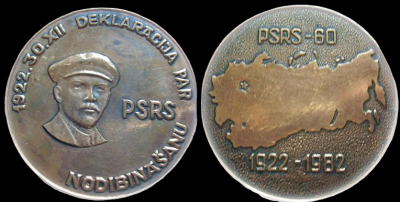 1922.30.XII DEKLARĀCIJA PAR
PSRS
NODIBINĀŠANU
PSRS-60
1922-1982